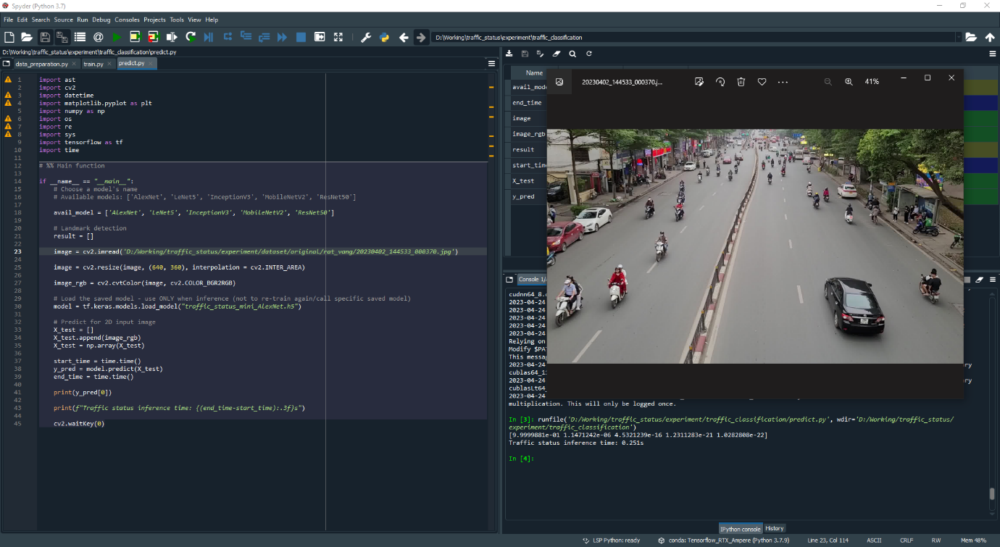 Spyder (Python 3.7)
File Edit Search Source Run Debug Consoles Projects Tools View Help
D:\Working\traffic_status\experiment\traffic_classification
D:\Working\traffic_status\experiment\traffic_classification\predict.py
data_preparation.py train.py predict.py
1 import ast
2 import cv2
3 import datetime
4 import matplotlib.pyplot as plt
5 import numpy as np
6 import os
7 import re
8 import sys
9 import tensorflow as tf
10 import time
11
12 # %% Main function
13
14 if __name__ == "__main__":
15 # Choose a model's name
16 # Available models: ['AlexNet', 'LeNet5', 'InceptionV3', 'MobileNetV2', 'ResNet50']
17
18 avail_model = ['AlexNet', 'LeNet5', 'InceptionV3', 'MobileNetV2', 'ResNet50']
19
20 # Landmark detection
21 result = []
22
23 image = cv2.imread('D:/Working/traffic_status/experiment/dataset/original/rat_vang/20230402_144533_000370.jpg')
24
25 image = cv2.resize(image, (640, 360), interpolation = cv2.INTER_AREA)
26
27 image_rgb = cv2.cvtColor(image, cv2.COLOR_BGR2RGB)
28
29 # Load the saved model - use ONLY when inference (not to re-train again/call specific saved model)
30 model = tf.keras.models.load_model("traffic_status_mini_AlexNet.h5")
31
32 # Predict for 2D input image
33 X_test = []
34 X_test.append(image_rgb)
35 X_test = np.array(X_test)
36
37 start_time = time.time()
38 y_pred = model.predict(X_test)
39 end_time = time.time()
40
41 print(y_pred[0])
42
43 print(f"Traffic status inference time: {(end_time-start_time):.3f}s")
44
45 cv2.waitKey(0)
Name
avail_mode
end_time
image
image_rgb
result
start_time
X_test
y_pred
20230402_144533_000370.j...
41%
Console 1/
cudnn64_8.
2023-04-24
2023-04-24
2023-04-24
2023-04-24
2023-04-24
Relying on
Modify $PA
This messag
2023-04-24 ry
cublas64_1
2023-04-24 ry
cublasLt64_
2023-04-24
multiplication. This will only be logged once.
In [3]: runfile('D:/Working/traffic_status/experiment/traffic_classification/predict.py', wdir='D:/Working/traffic_status/
experiment/traffic_classification')
[9.9999881e-01 1.1471242e-06 4.5321239e-16 1.2311283e-21 1.0282808e-22]
Traffic status inference time: 0.251s
In [4]:
IPython console History
LSP Python: ready conda: Tensorflow_RTX_Ampere (Python 3.7.9) Line 23, Col 114 ASCII CRLF RW Mem 48%